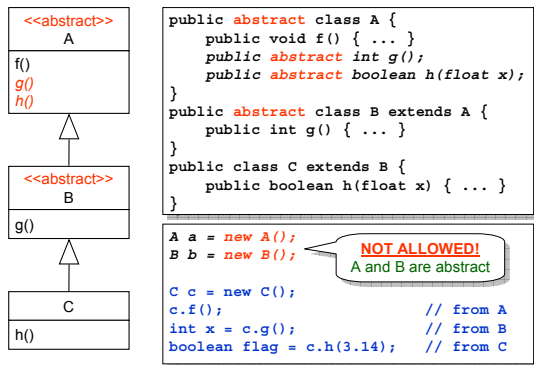 <<abstract>>
A
f()
g()
h()
<<abstract>>
B
g()
C
h()
public abstract class A {
    public void f() { ... }
    public abstract int g();
    public abstract boolean h(float x);
}
public abstract class B extends A {
    public int g() { ... }
}
public class C extends B {
    public boolean h(float x) { ... }
}
A a = new A();
B b = new B();
NOT ALLOWED!
A and B are abstract
C c = new C();
c.f();                 // from A
int x = c.g();         // from B
boolean flag = c.h(3.14);   // from C